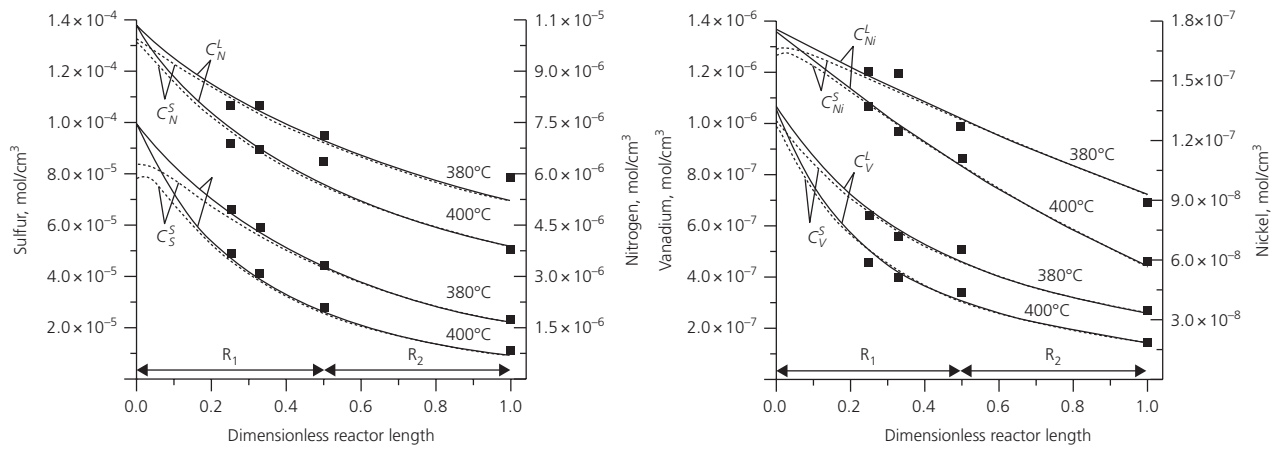 1.4 × 10⁻⁴
1.2 × 10⁻⁴
1.0 × 10⁻⁴
8.0 × 10⁻⁵
6.0 × 10⁻⁵
4.0 × 10⁻⁵
2.0 × 10⁻⁵
Sulfur, mol/cm³
C_N^L
C_N^S
C_S^S
380°C
400°C
380°C
400°C
R₁
R₂
0.0
0.2
0.4
0.6
0.8
1.0
Dimensionless reactor length
1.1 × 10⁻⁵
9.0 × 10⁻⁶
7.5 × 10⁻⁶
6.0 × 10⁻⁶
4.5 × 10⁻⁶
3.0 × 10⁻⁶
1.5 × 10⁻⁶
Nitrogen, mol/cm³
1.4 × 10⁻⁶
1.2 × 10⁻⁶
1.0 × 10⁻⁶
8.0 × 10⁻⁷
6.0 × 10⁻⁷
4.0 × 10⁻⁷
2.0 × 10⁻⁷
Vanadium, mol/cm³
C_Ni^L
C_Ni^S
C_V^L
C_V^S
380°C
400°C
380°C
400°C
R₁
R₂
0.0
0.2
0.4
0.6
0.8
1.0
Dimensionless reactor length
1.8 × 10⁻⁷
1.5 × 10⁻⁷
1.2 × 10⁻⁷
9.0 × 10⁻⁸
6.0 × 10⁻⁸
3.0 × 10⁻⁸
Nickel, mol/cm³